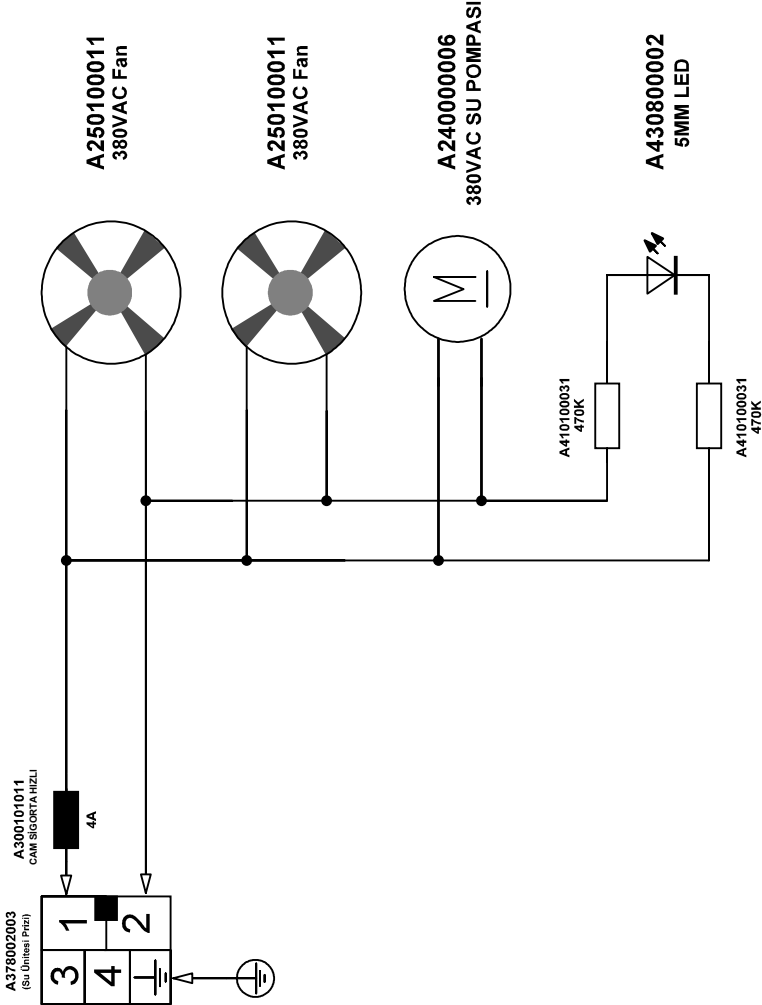 A250100011
380VAC Fan
A250100011
380VAC Fan
A240000006
380VAC SU POMPASI
A430800002
5MM LED
M
A410100031
470K
A410100031
470K
A300101011
CAM SİGORTA HIZLI
4A
A378002003
(Su Ünitesi Prizi)
1
2
3
4